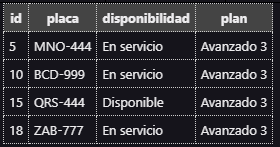 id placa disponibilidad plan
5 MNO-444 En servicio Avanzado 3
10 BCD-999 En servicio Avanzado 3
15 QRS-444 Disponible Avanzado 3
18 ZAB-777 En servicio Avanzado 3